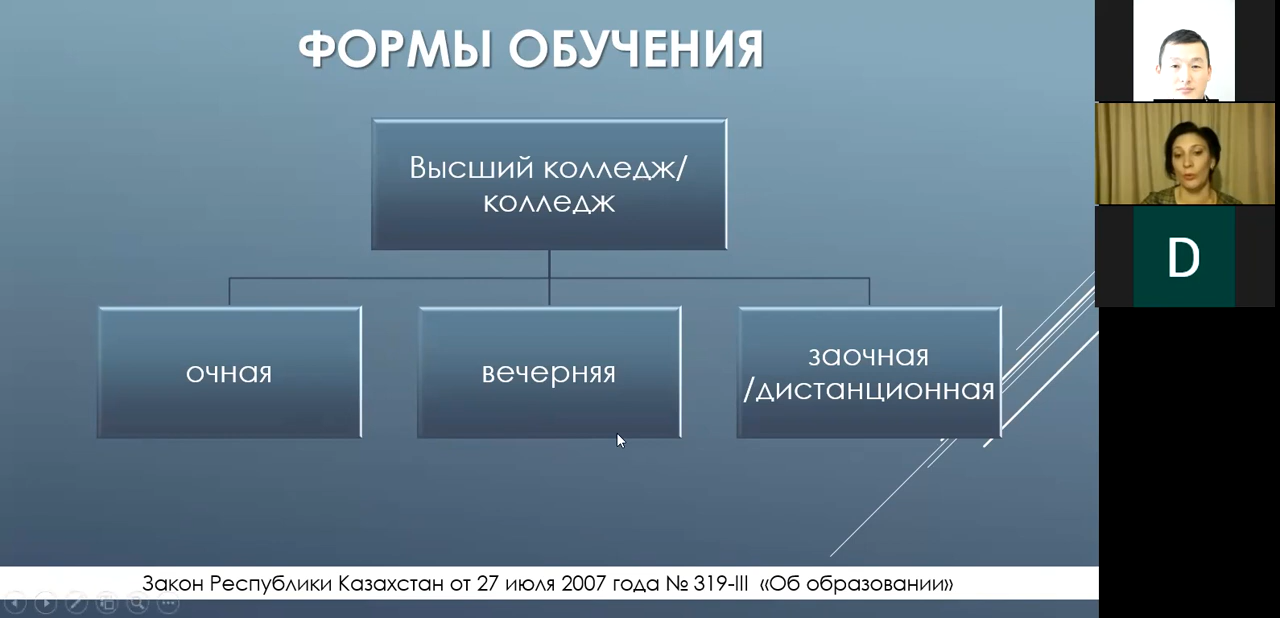 ФОРМЫ ОБУЧЕНИЯ
Высший колледж/
колледж
очная
вечерняя
заочная
/дистанционная
Закон Республики Казахстан от 27 июля 2007 года № 319-III «Об образовании»
D